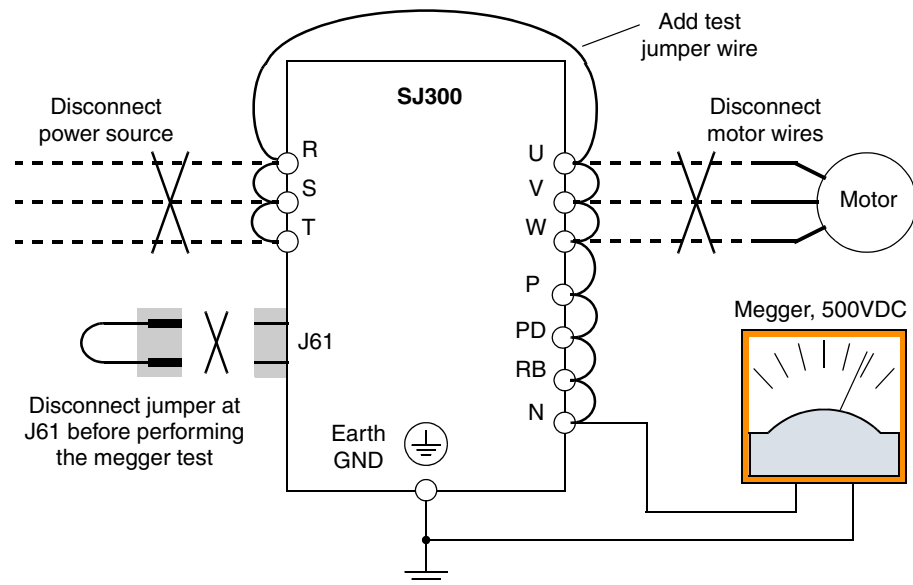 Add test
jumper wire
SJ300
Disconnect
power source
Disconnect
motor wires
R
S
T
U
V
W
Motor
P
PD
RB
N
J61
Megger, 500VDC
Disconnect jumper at
J61 before performing
the megger test
Earth
GND